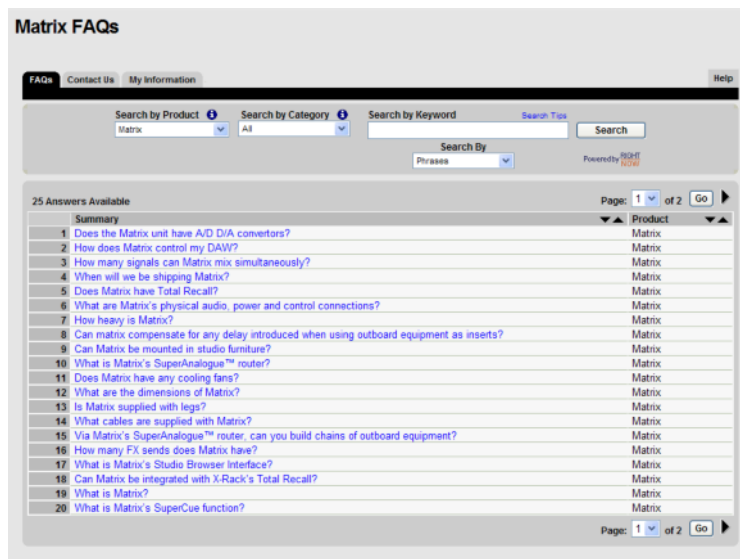 Matrix FAQs
FAQs Contact Us My Information Help
Search by Product Search by Category Search by Keyword Search Tips
Matrix All Search
Search By
Phrases Powered by RIGHT NOW
25 Answers Available Page: 1 of 2 Go
Summary Product
1 Does the Matrix unit have A/D D/A convertors? Matrix
2 How does Matrix control my DAW? Matrix
3 How many signals can Matrix mix simultaneously? Matrix
4 When will we be shipping Matrix? Matrix
5 Does Matrix have Total Recall? Matrix
6 What are Matrix's physical audio, power and control connections? Matrix
7 How heavy is Matrix? Matrix
8 Can matrix compensate for any delay introduced when using outboard equipment as inserts? Matrix
9 Can Matrix be mounted in studio furniture? Matrix
10 What is Matrix's SuperAnalogue™ router? Matrix
11 Does Matrix have any cooling fans? Matrix
12 What are the dimensions of Matrix? Matrix
13 Is Matrix supplied with legs? Matrix
14 What cables are supplied with Matrix? Matrix
15 Via Matrix's SuperAnalogue™ router, can you build chains of outboard equipment? Matrix
16 How many FX sends does Matrix have? Matrix
17 What is Matrix's Studio Browser Interface? Matrix
18 Can Matrix be integrated with X-Rack's Total Recall? Matrix
19 What is Matrix? Matrix
20 What is Matrix's SuperCue function? Matrix
Page: 1 of 2 Go